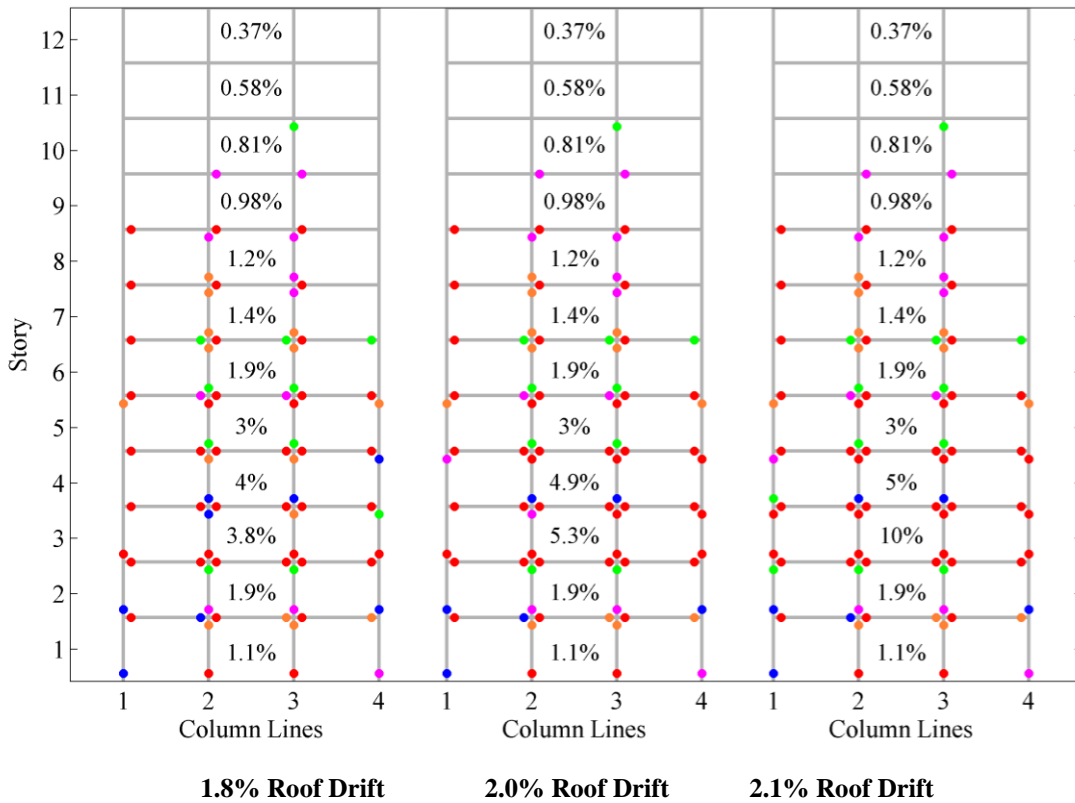 12 0.37% 0.37% 0.37%
11 0.58% 0.58% 0.58%
10 0.81% 0.81% 0.81%
9 0.98% 0.98% 0.98%
8 1.2% 1.2% 1.2%
7 1.4% 1.4% 1.4%
Story
6 1.9% 1.9% 1.9%
5 3% 3% 3%
4 4% 4.9% 5%
3 3.8% 5.3% 10%
2 1.9% 1.9% 1.9%
1 1.1% 1.1% 1.1%
1 2 3 4 1 2 3 4 1 2 3 4
Column Lines Column Lines Column Lines
1.8% Roof Drift 2.0% Roof Drift 2.1% Roof Drift